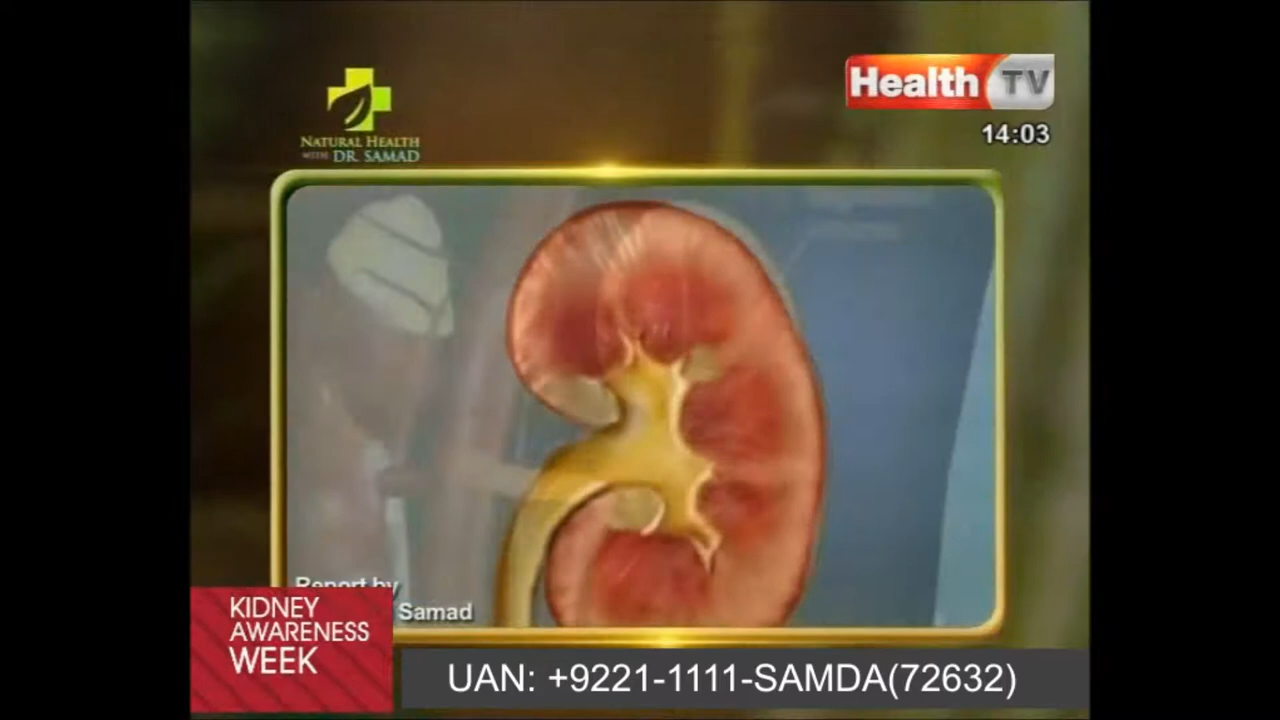 NATURAL HEALTH
WITH DR. SAMAD
Health TV
14:03
Report by
Samad
KIDNEY
AWARENESS
WEEK
UAN: +9221-1111-SAMDA(72632)